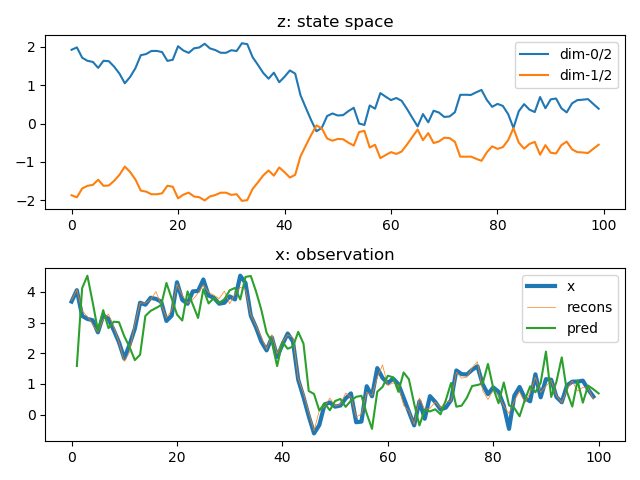 z: state space
2
1
0
−1
−2
dim-0/2
dim-1/2
0 20 40 60 80 100
x: observation
4
3
2
1
0
x
recons
pred
0 20 40 60 80 100